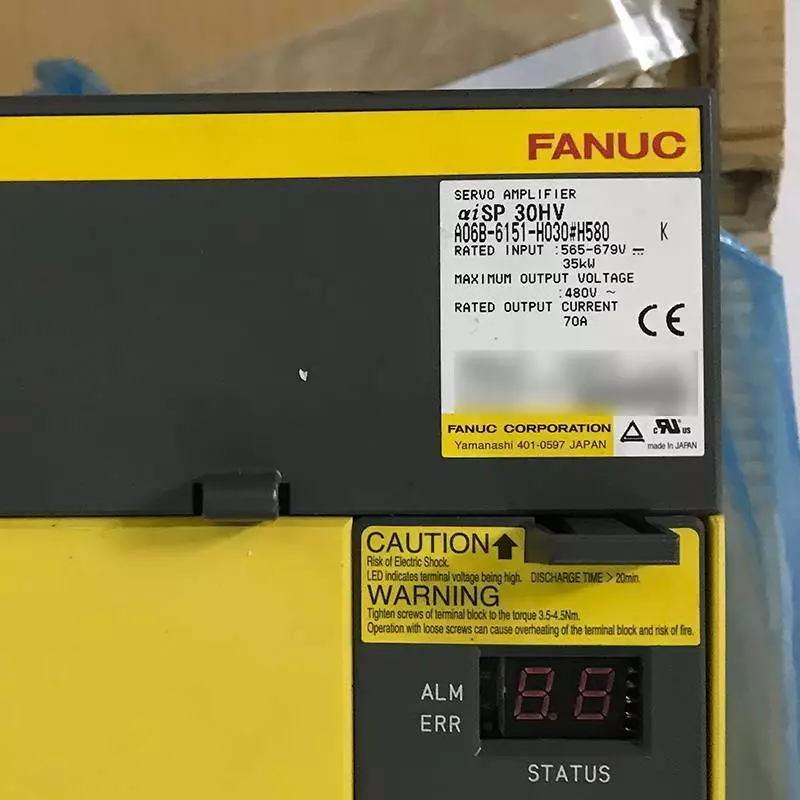 FANUC
SERVO AMPLIFIER
αiSP 30HV
A06B-6151-H030#H580 K
RATED INPUT :565-679V ⎓
35kW
MAXIMUM OUTPUT VOLTAGE
:480V ~
RATED OUTPUT CURRENT
70A
CE
FANUC CORPORATION
Yamanashi 401-0597 JAPAN
c RU US
made in JAPAN
CAUTION
Risk of Electric Shock.
LED indicates terminal voltage being high. DISCHARGE TIME > 20min.
WARNING
Tighten screws of terminal block to the torque 3.5-4.5Nm.
Operation with loose screws can cause overheating of the terminal block and risk of fire.
ALM
ERR
8.8.
STATUS